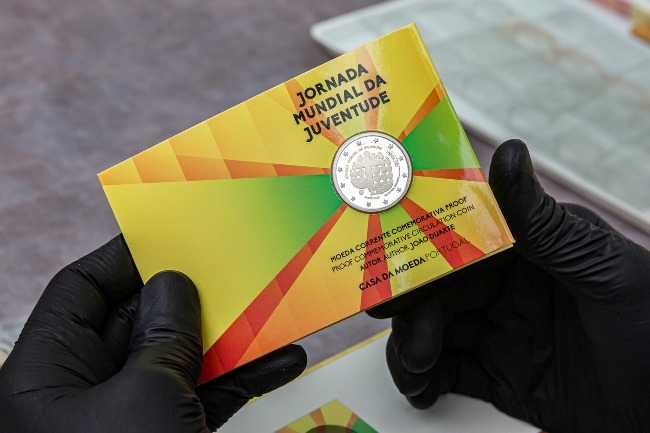 JORNADA
MUNDIAL DA
JUVENTUDE
MOEDA CORRENTE COMEMORATIVA PROOF
PROOF COMMEMORATIVE CIRCULATION COIN
AUTOR AUTHOR JOÃO DUARTE
CASA DA MOEDA PORTUGAL